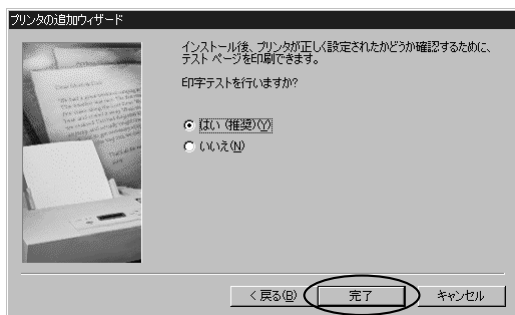 プリンタの追加ウィザード
インストール後、プリンタが正しく設定されたかどうか確認するために、
テスト ページを印刷できます。
印字テストを行いますか?
はい (推奨)(Y)
いいえ(N)
< 戻る(B)
完了
キャンセル